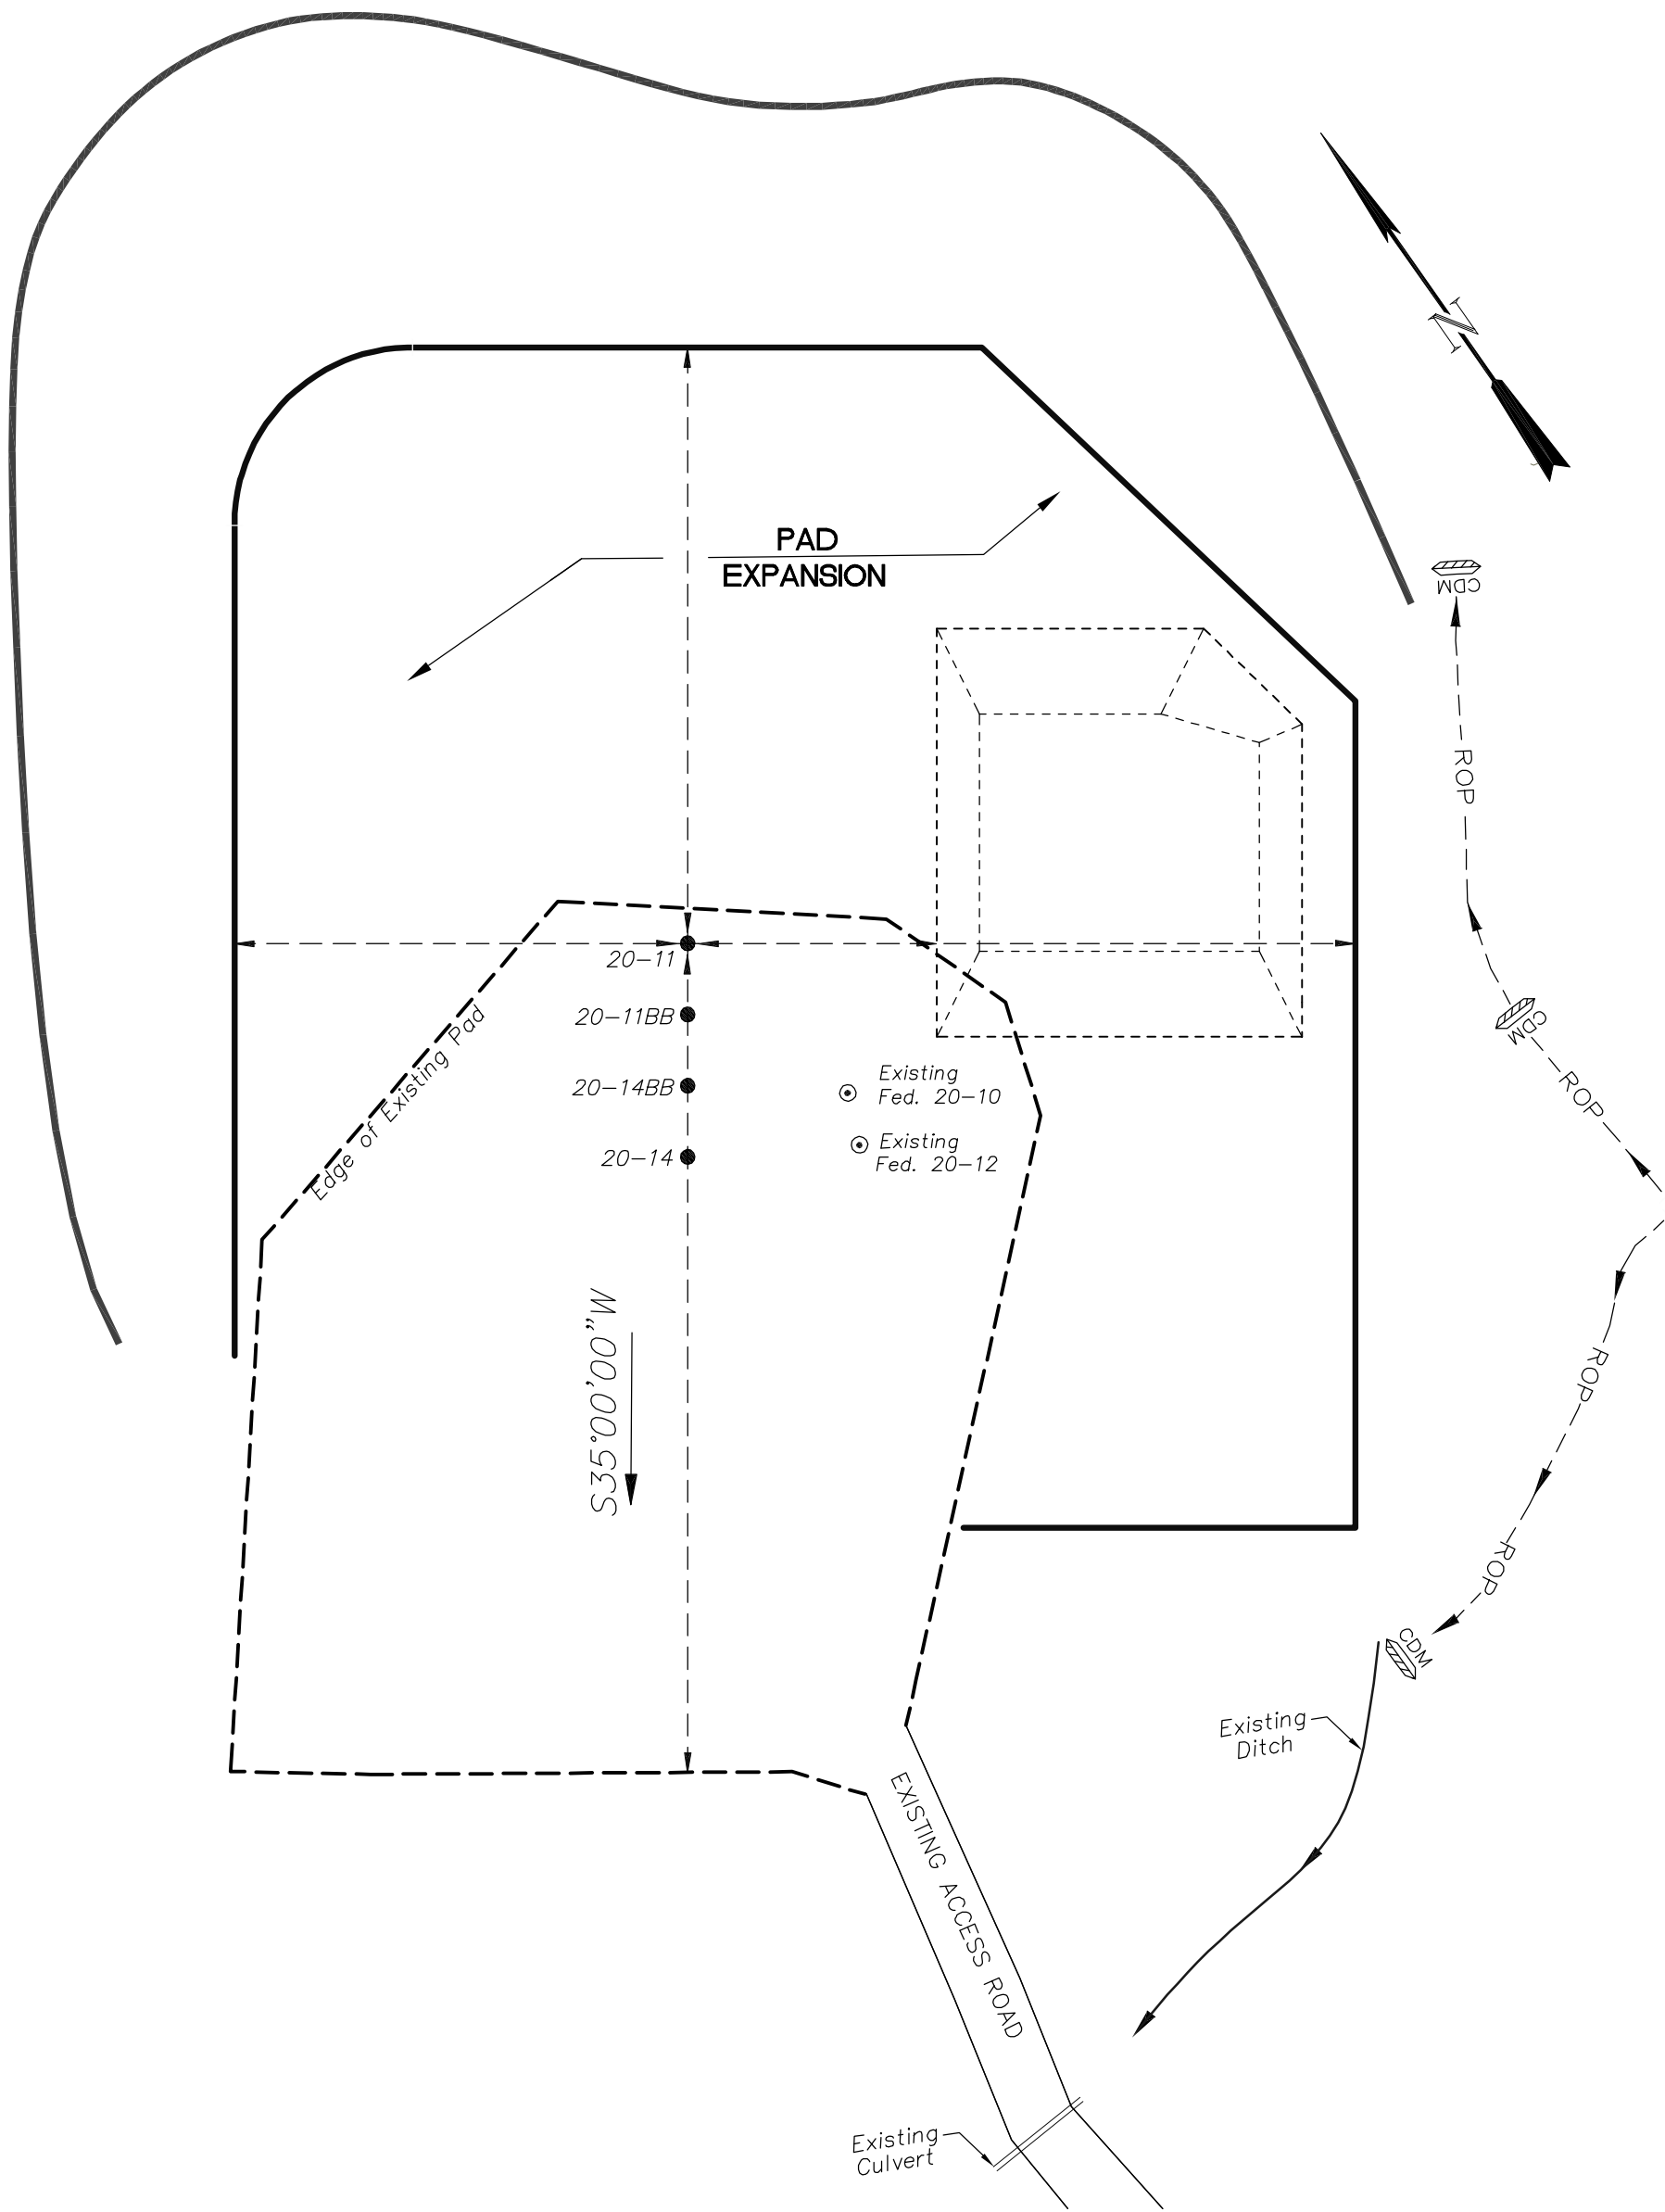 N
PAD
EXPANSION
CDM
ROP
20-11
20-11BB
CDM
Edge of Existing Pad
20-14BB
Existing
Fed. 20-10
ROP
20-14
Existing
Fed. 20-12
S35°00'00"W
ROP
ROP
CDM
Existing
Ditch
EXISTING ACCESS ROAD
Existing
Culvert